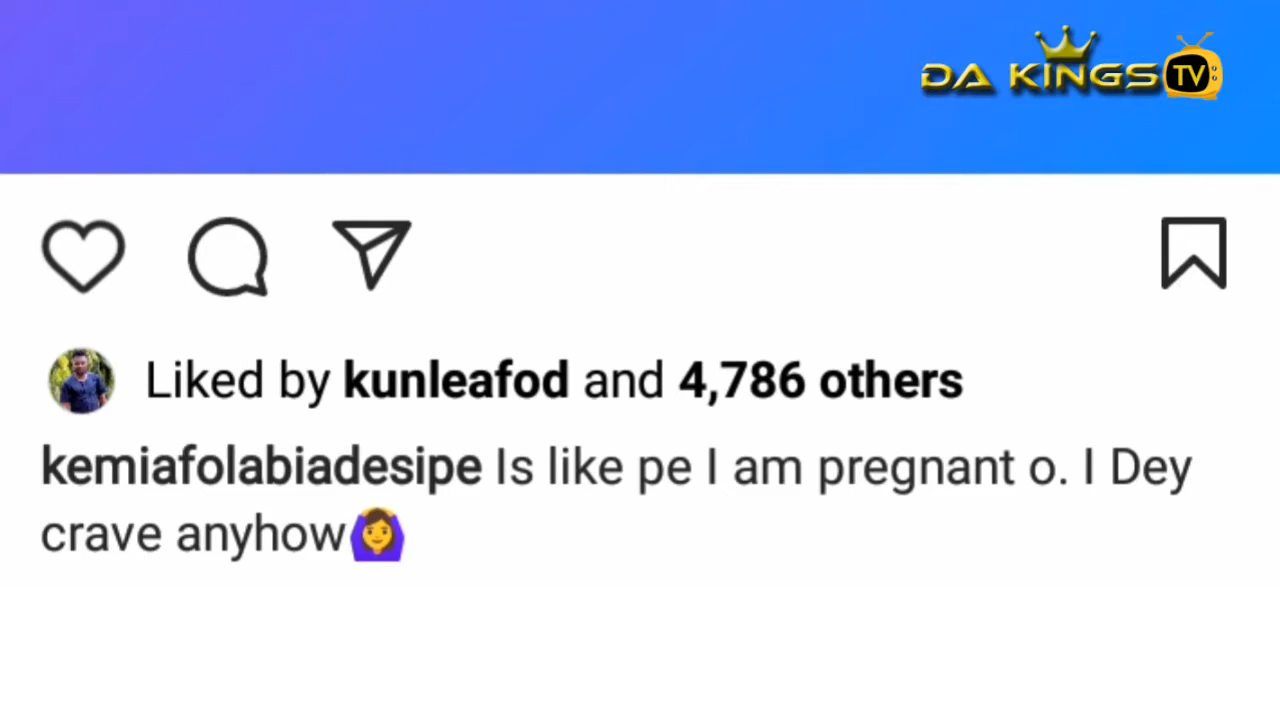 DA KINGS TV
Liked by kunleafod and 4,786 others
kemiafolabiadesipe Is like pe I am pregnant o. I Dey
crave anyhow🙆‍♀️